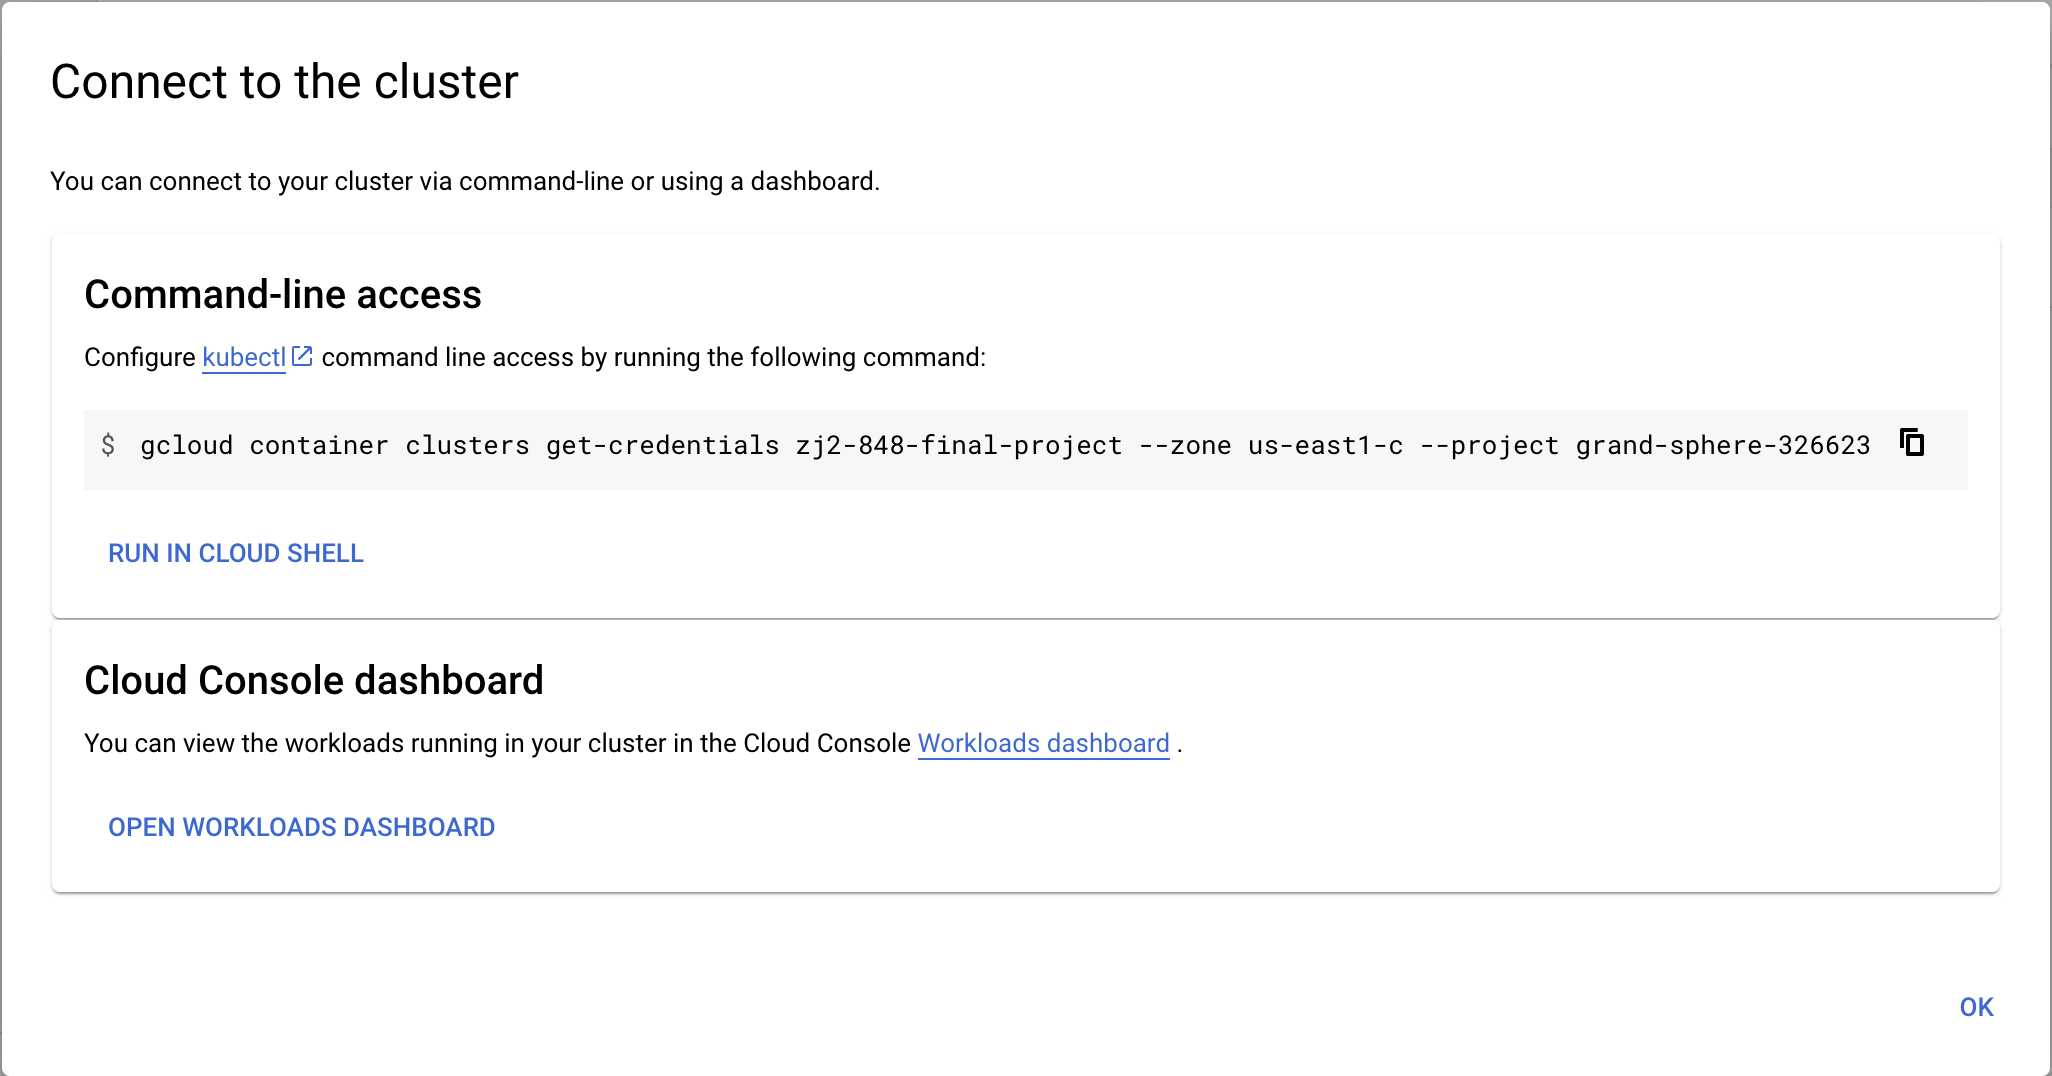 Connect to the cluster
You can connect to your cluster via command-line or using a dashboard.
Command-line access
Configure kubectl command line access by running the following command:
$ gcloud container clusters get-credentials zj2-848-final-project --zone us-east1-c --project grand-sphere-326623
RUN IN CLOUD SHELL
Cloud Console dashboard
You can view the workloads running in your cluster in the Cloud Console Workloads dashboard .
OPEN WORKLOADS DASHBOARD
OK